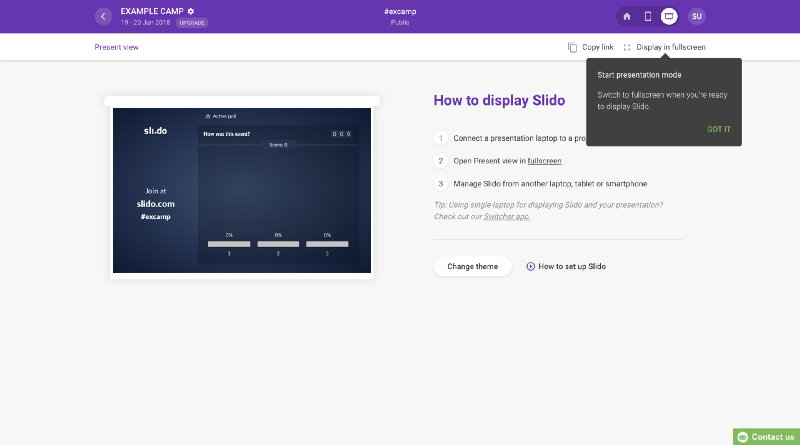 EXAMPLE CAMP
19 - 20 Jun 2018 UPGRADE
#excamp
Public
SU
Present view
Copy link
Display in fullscreen
Start presentation mode
Switch to fullscreen when you're ready
to display Slido.
GOT IT
Active poll
sli.do
How was this event?
0 0 0
Score: 0
Join at
slido.com
#excamp
0% 0% 0%
1 2 3
How to display Slido
1 Connect a presentation laptop to a pro
2 Open Present view in fullscreen
3 Manage Slido from another laptop, tablet or smartphone
Tip: Using single laptop for displaying Slido and your presentation?
Check out our Switcher app.
Change theme
How to set up Slido
Contact us